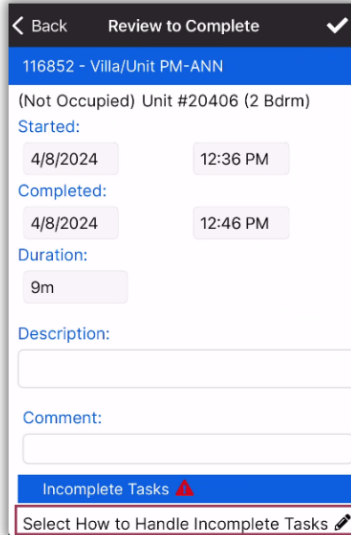 Back Review to Complete
116852 - Villa/Unit PM-ANN
(Not Occupied) Unit #20406 (2 Bdrm)
Started:
4/8/2024 12:36 PM
Completed:
4/8/2024 12:46 PM
Duration:
9m
Description:
Comment:
Incomplete Tasks
Select How to Handle Incomplete Tasks